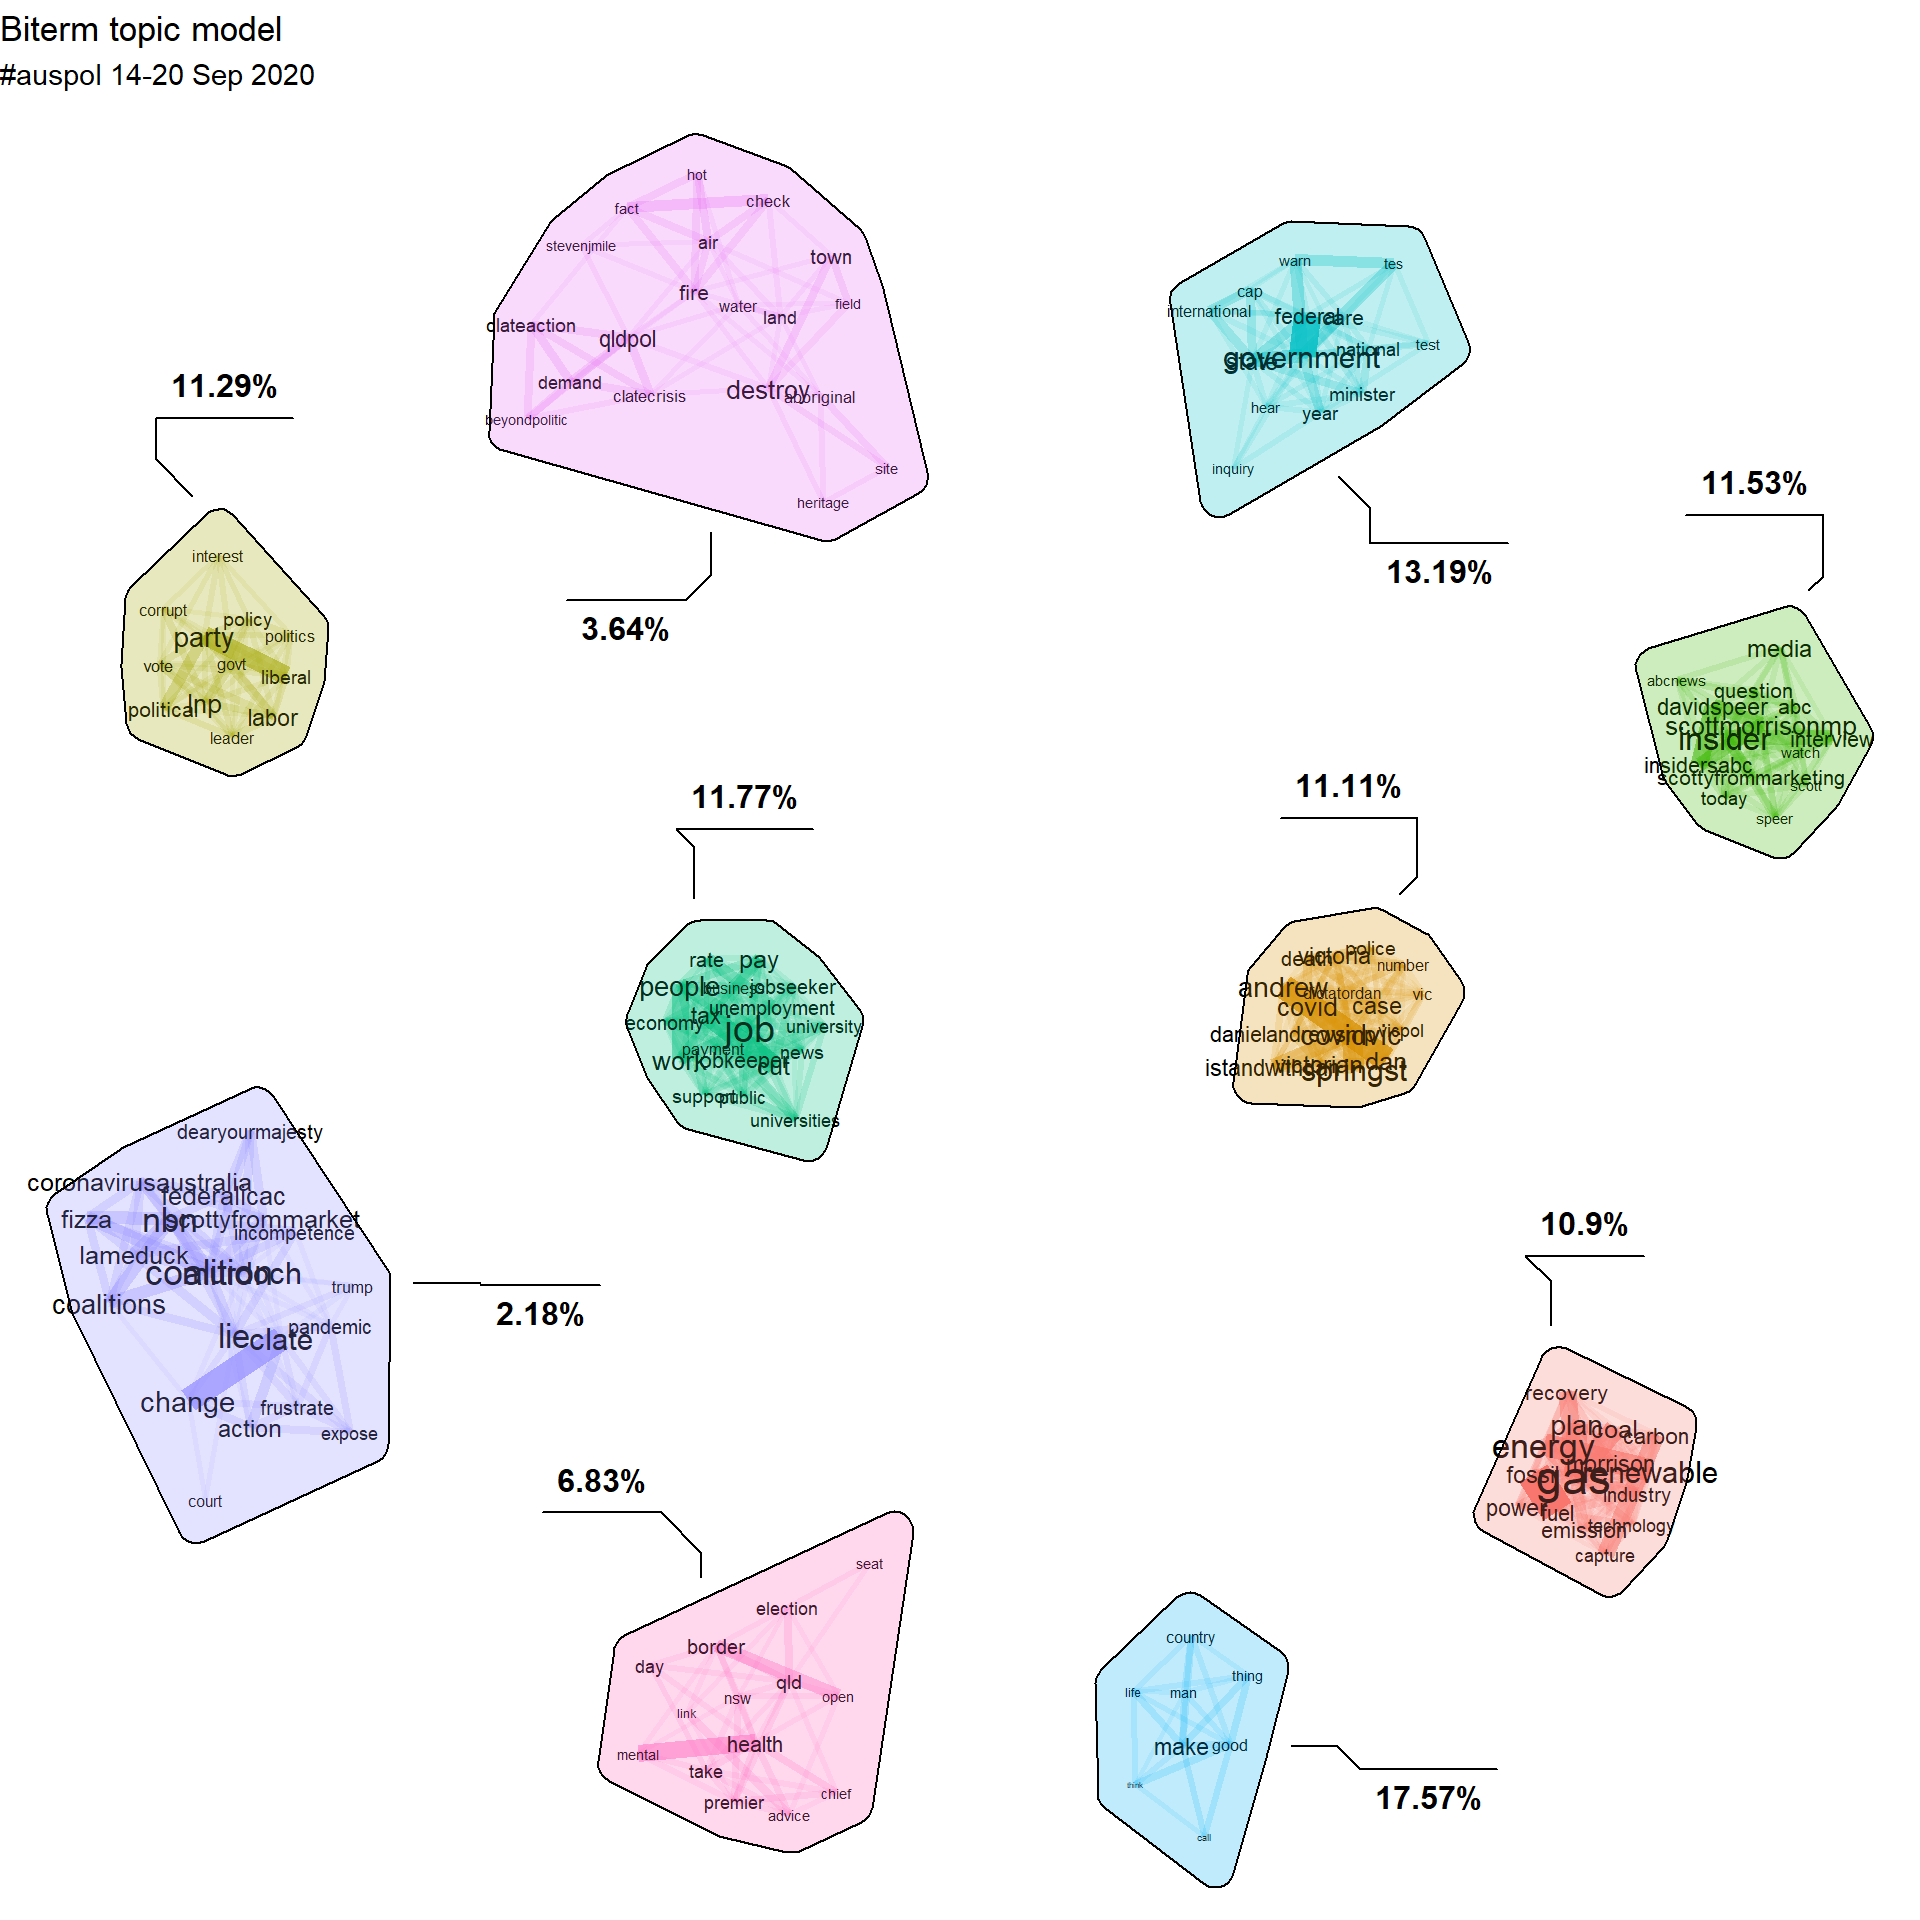 Biterm topic model
#auspol 14-20 Sep 2020
hot
fact
check
stevenjmile
air
town
fire
water
field
land
clateaction
qldpol
demand
clatecrisis
destroy
aboriginal
beyondpolitic
site
heritage
3.64%
warn
tes
cap
international
federal
care
government
state
national
test
minister
hear
year
inquiry
13.19%
11.29%
interest
corrupt
policy
party
politics
vote
govt
liberal
political
lnp
labor
leader
11.53%
media
abcnews
question
davidspeer
abc
scottmorrisonmp
insider
interview
watch
insidersabc
scottyfrommarketing
scott
today
speer
11.77%
rate
pay
people
business
jobseeker
unemployment
tax
economy
job
university
payment
news
work
jobkeeper
cut
support
public
universities
11.11%
police
victoria
death
number
andrew
dictatordan
vic
covid
case
danielandrewsmp
covidvic
vicpol
istandwithdan
victorian
dan
springst
dearyourmajesty
coronavirusaustralia
federalicac
fizza
nbn
scottyfrommarket
incompetence
lameduck
coalition
murdoch
trump
coalitions
pandemic
lie
clate
change
frustrate
action
expose
court
2.18%
10.9%
recovery
plan
coal
carbon
energy
morrison
fossil
gas
renewable
industry
power
fuel
technology
emission
capture
6.83%
seat
election
border
day
qld
nsw
open
link
health
mental
take
chief
premier
advice
country
thing
life
man
make
good
think
call
17.57%